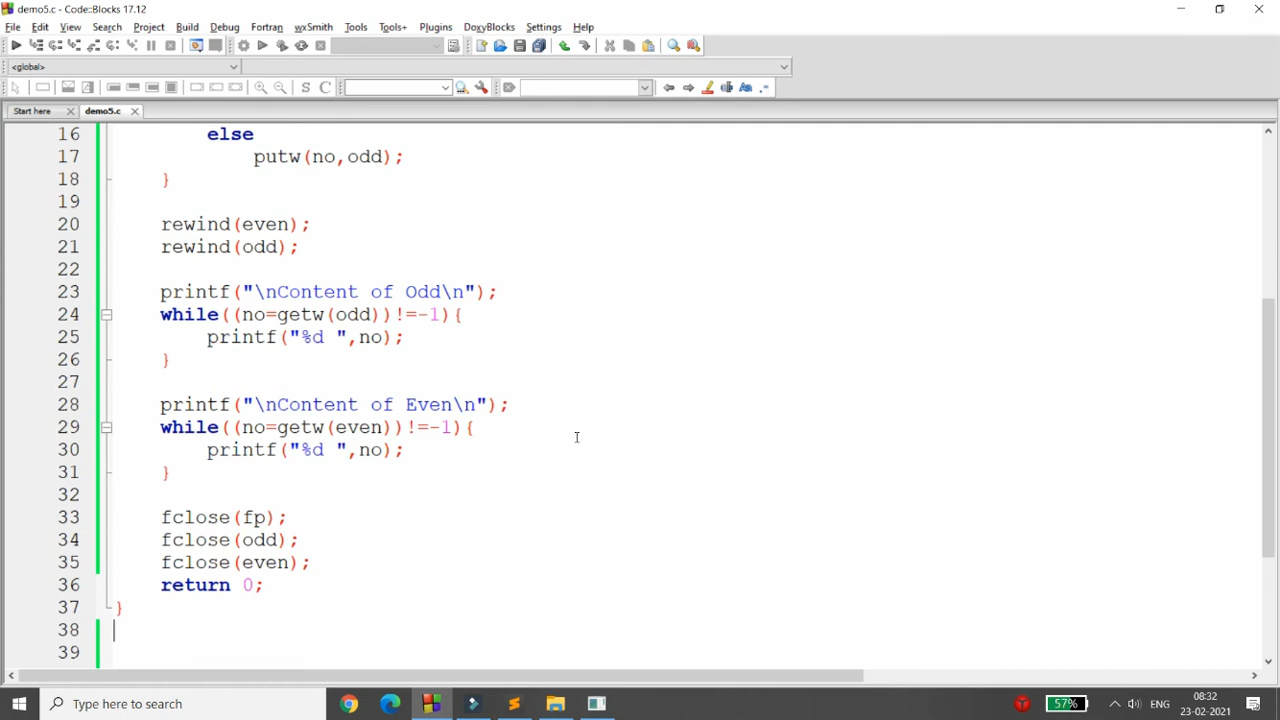 demo5.c - Code::Blocks 17.12
File Edit View Search Project Build Debug Fortran wxSmith Tools Tools+ Plugins DoxyBlocks Settings Help
<global>
S C
Start here demo5.c
16 else
17 putw(no,odd);
18 }
19
20 rewind(even);
21 rewind(odd);
22
23 printf("\nContent of Odd\n");
24 while((no=getw(odd))!=-1){
25 printf("%d ",no);
26 }
27
28 printf("\nContent of Even\n");
29 while((no=getw(even))!=-1){
30 printf("%d ",no);
31 }
32
33 fclose(fp);
34 fclose(odd);
35 fclose(even);
36 return 0;
37 }
38
39
Type here to search
57%
ENG
08:32
23-02-2021